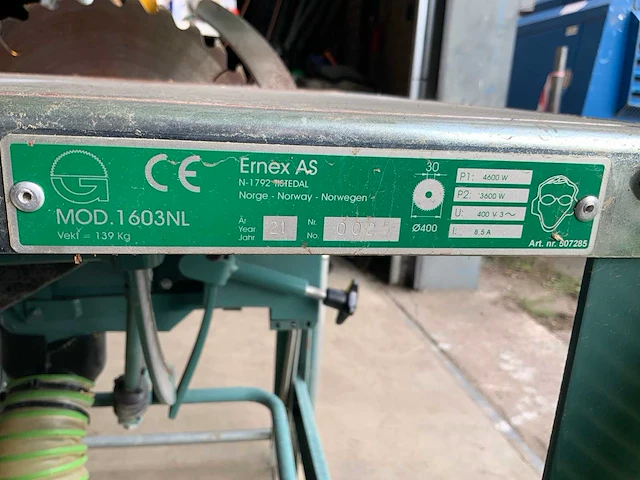 CE
Ernex AS
N-1792 TISTEDAL
Norge - Norway - Norwegen
MOD.1603NL
Vekt = 139 Kg
År
Year
Jahr
21
Nr.
No.
30
Ø400
P1: 4600 W
P2: 3600 W
U: 400 V 3~
I: 8,5 A
Art. nr. 507285